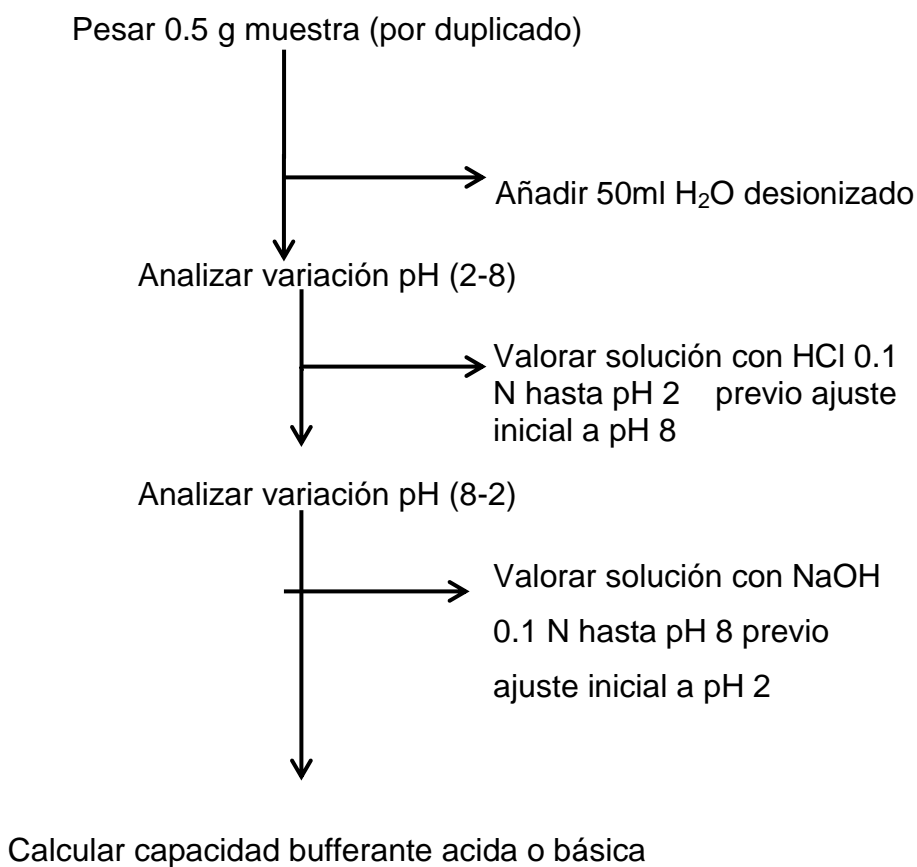 Pesar 0.5 g muestra (por duplicado)
Añadir 50ml H₂O desionizado
Analizar variación pH (2-8)
Valorar solución con HCl 0.1
N hasta pH 2 previo ajuste
inicial a pH 8
Analizar variación pH (8-2)
Valorar solución con NaOH
0.1 N hasta pH 8 previo
ajuste inicial a pH 2
Calcular capacidad bufferante acida o básica